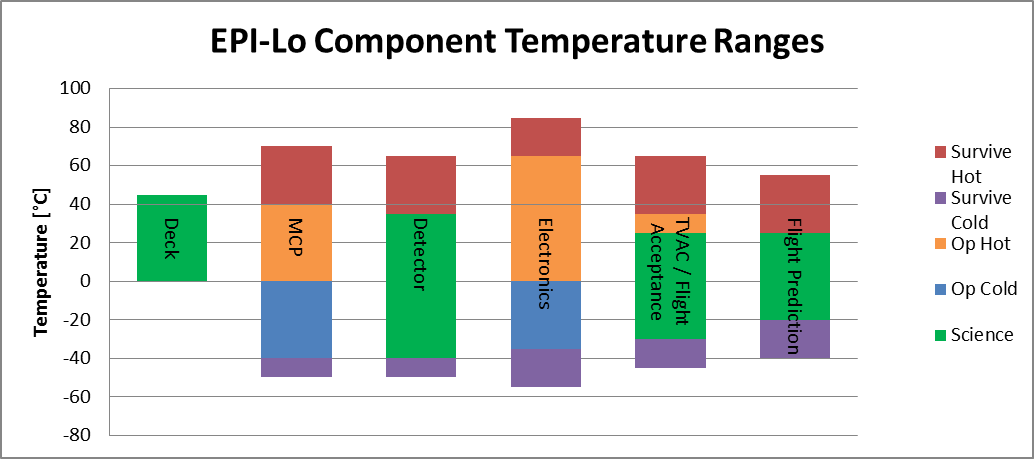 EPI-Lo Component Temperature Ranges
Temperature [°C]
100
80
60
40
20
0
-20
-40
-60
-80
Deck
MCP
Detector
Electronics
TVAC / Flight
Acceptance
Flight Prediction
Survive
Hot
Survive
Cold
Op Hot
Op Cold
Science